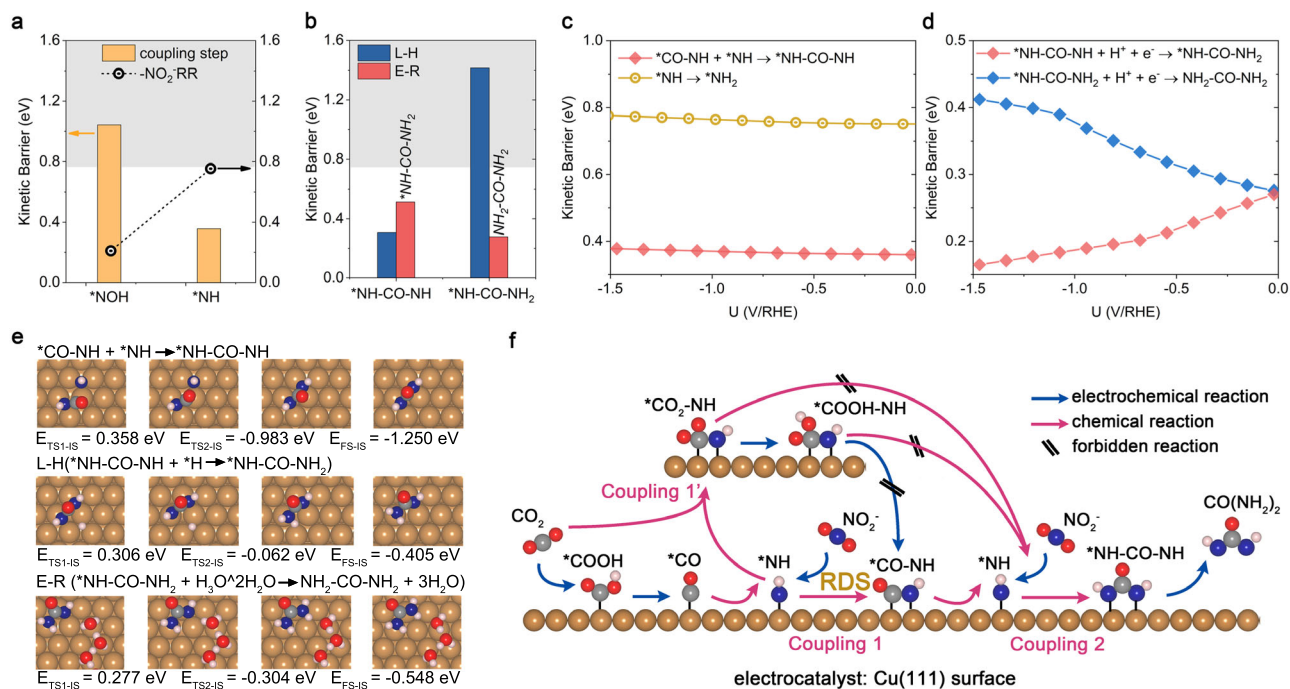 a
Kinetic Barrier (eV)
1.6
1.2
0.8
0.4
0.0
coupling step
-NO₂⁻RR
1.6
1.2
0.8
0.4
0.0
*NOH
*NH
b
Kinetic Barrier (eV)
1.6
1.2
0.8
0.4
0.0
L-H
E-R
*NH-CO-NH₂
NH₂-CO-NH₂
*NH-CO-NH
*NH-CO-NH₂
c
Kinetic Barrier (eV)
1.0
0.8
0.6
0.4
*CO-NH + *NH → *NH-CO-NH
*NH → *NH₂
-1.5
-1.0
-0.5
0.0
U (V/RHE)
d
Kinetic Barrier (eV)
0.5
0.4
0.3
0.2
*NH-CO-NH + H⁺ + e⁻ → *NH-CO-NH₂
*NH-CO-NH₂ + H⁺ + e⁻ → NH₂-CO-NH₂
-1.5
-1.0
-0.5
0.0
U (V/RHE)
e
*CO-NH + *NH → *NH-CO-NH
E_TS1-IS = 0.358 eV E_TS2-IS = -0.983 eV E_FS-IS = -1.250 eV
L-H(*NH-CO-NH + *H → *NH-CO-NH₂)
E_TS1-IS = 0.306 eV E_TS2-IS = -0.062 eV E_FS-IS = -0.405 eV
E-R (*NH-CO-NH₂ + H₃O^2H₂O → NH₂-CO-NH₂ + 3H₂O)
E_TS1-IS = 0.277 eV E_TS2-IS = -0.304 eV E_FS-IS = -0.548 eV
f
electrochemical reaction
chemical reaction
forbidden reaction
*CO₂-NH
*COOH-NH
Coupling 1'
CO₂
*COOH
*CO
*NH
NO₂⁻
RDS
*CO-NH
*NH
NO₂⁻
*NH-CO-NH
CO(NH₂)₂
Coupling 1
Coupling 2
electrocatalyst: Cu(111) surface